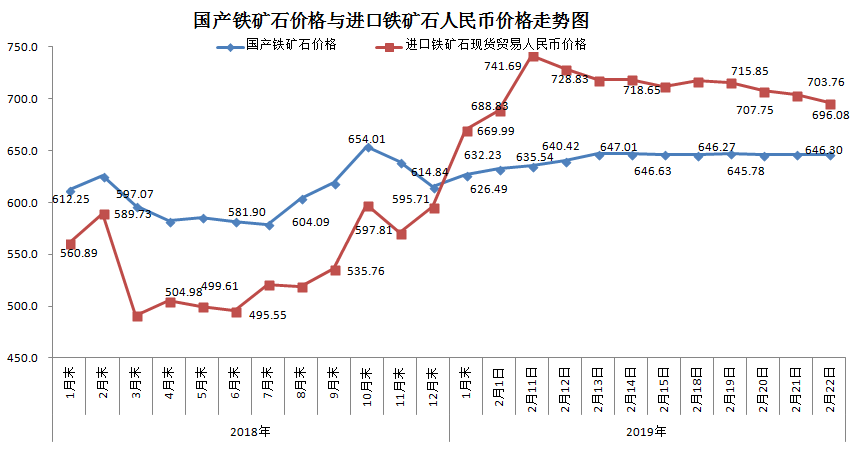 国产铁矿石价格与进口铁矿石人民币价格走势图
国产铁矿石价格 进口铁矿石现货贸易人民币价格
750.0
700.0
650.0
600.0
550.0
500.0
450.0
612.25 597.07 581.90 604.09 654.01 614.84 626.49 632.23 635.54 640.42 647.01 646.63 646.27 645.78 646.30
560.89 589.73 504.98 499.61 495.55 535.76 597.81 595.71 669.99 688.83 741.69 728.83 718.65 715.85 707.75 703.76 696.08
1月末 2月末 3月末 4月末 5月末 6月末 7月末 8月末 9月末 10月末 11月末 12月末 1月末 2月1日 2月11日 2月12日 2月13日 2月14日 2月15日 2月18日 2月19日 2月20日 2月21日 2月22日
2018年 2019年